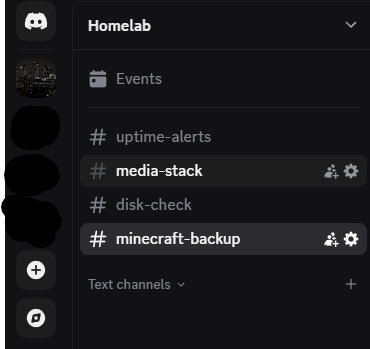 Homelab
Events
uptime-alerts
media-stack
disk-check
minecraft-backup
Text channels